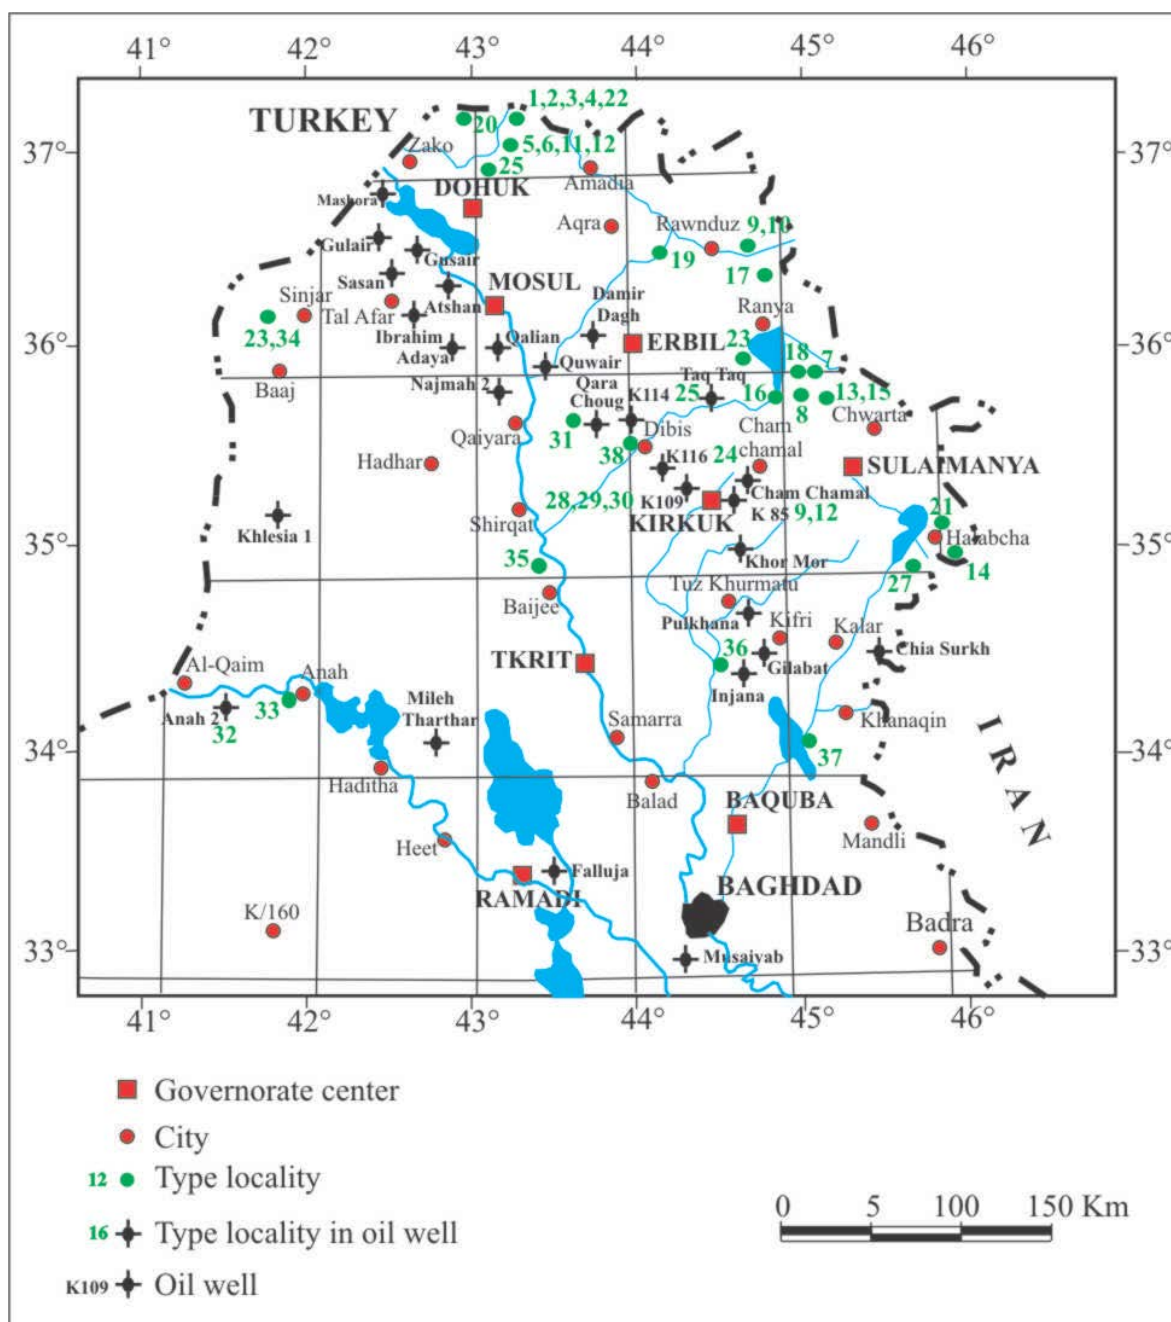 41° 42° 43° 44° 45° 46°
1,2,3,4,22
TURKEY
20
Zako
5,6,11,12
37°
37°
25
Amadia
DOHUK
Mashora
Aqra
Rawnduz
9,10
Gulair
Gusair
19
17
Sasan
MOSUL
Damir
Dagh
Ranya
Sinjar
Tal Afar
Atshan
36°
23,34
Ibrahim
Adaya
Qalian
ERBIL
23
18
7
36°
Quwair
Baaj
Najmah 2
Qara
Choug
K114
Taq Taq
25
16
8
13,15
Chwarta
Qaiyara
31
38
Dibis
Cham
chamal
Hadhar
K116
24
SULAIMANYA
28,29,30
K109
Cham Chamal
Shirqat
KIRKUK
K 85
9,12
21
Khlesia 1
Halabcha
35°
35
Khor Mor
35°
27
14
Baijee
Tuz Khurmatu
Pulkhana
Kifri
Kalar
Chia Surkh
TKRIT
36
Gilabat
Al-Qaim
Anah
Injana
Mileh
Tharthar
Anah 2
33
32
Samarra
Khanaqin
34°
37
34°
Haditha
Balad
BAQUBA
IRAN
Heet
Mandli
Falluja
RAMADI
BAGHDAD
K/160
Badra
33°
Musaiyab
33°
41° 42° 43° 44° 45° 46°
Governorate center
City
12 Type locality
16 Type locality in oil well
K109 Oil well
0 5 100 150 Km